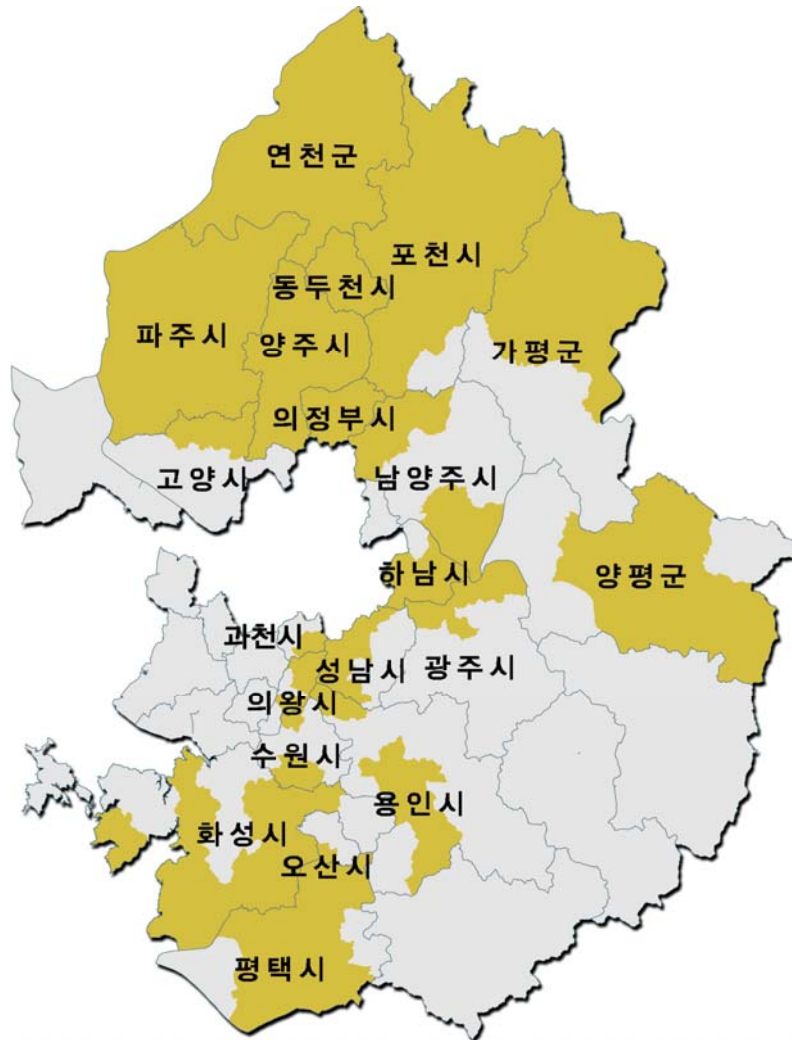 연천군
포천시
동두천시
파주시
양주시
가평군
의정부시
고양시
남양주시
하남시
양평군
과천시
성남시
광주시
의왕시
수원시
용인시
화성시
오산시
평택시